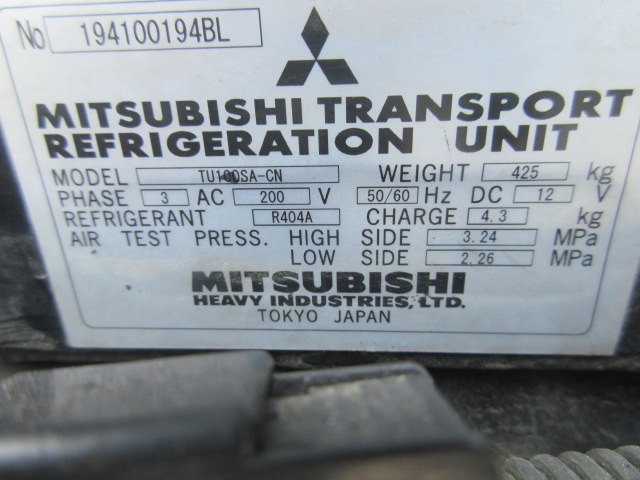 No 194100194BL
MITSUBISHI TRANSPORT
REFRIGERATION UNIT
MODEL TU100SA-CN WEIGHT 425 kg
PHASE 3 AC 200 V 50/60 Hz DC 12 V
REFRIGERANT R404A CHARGE 4.3 kg
AIR TEST PRESS. HIGH SIDE 3.24 MPa
LOW SIDE 2.26 MPa
MITSUBISHI
HEAVY INDUSTRIES, LTD.
TOKYO JAPAN